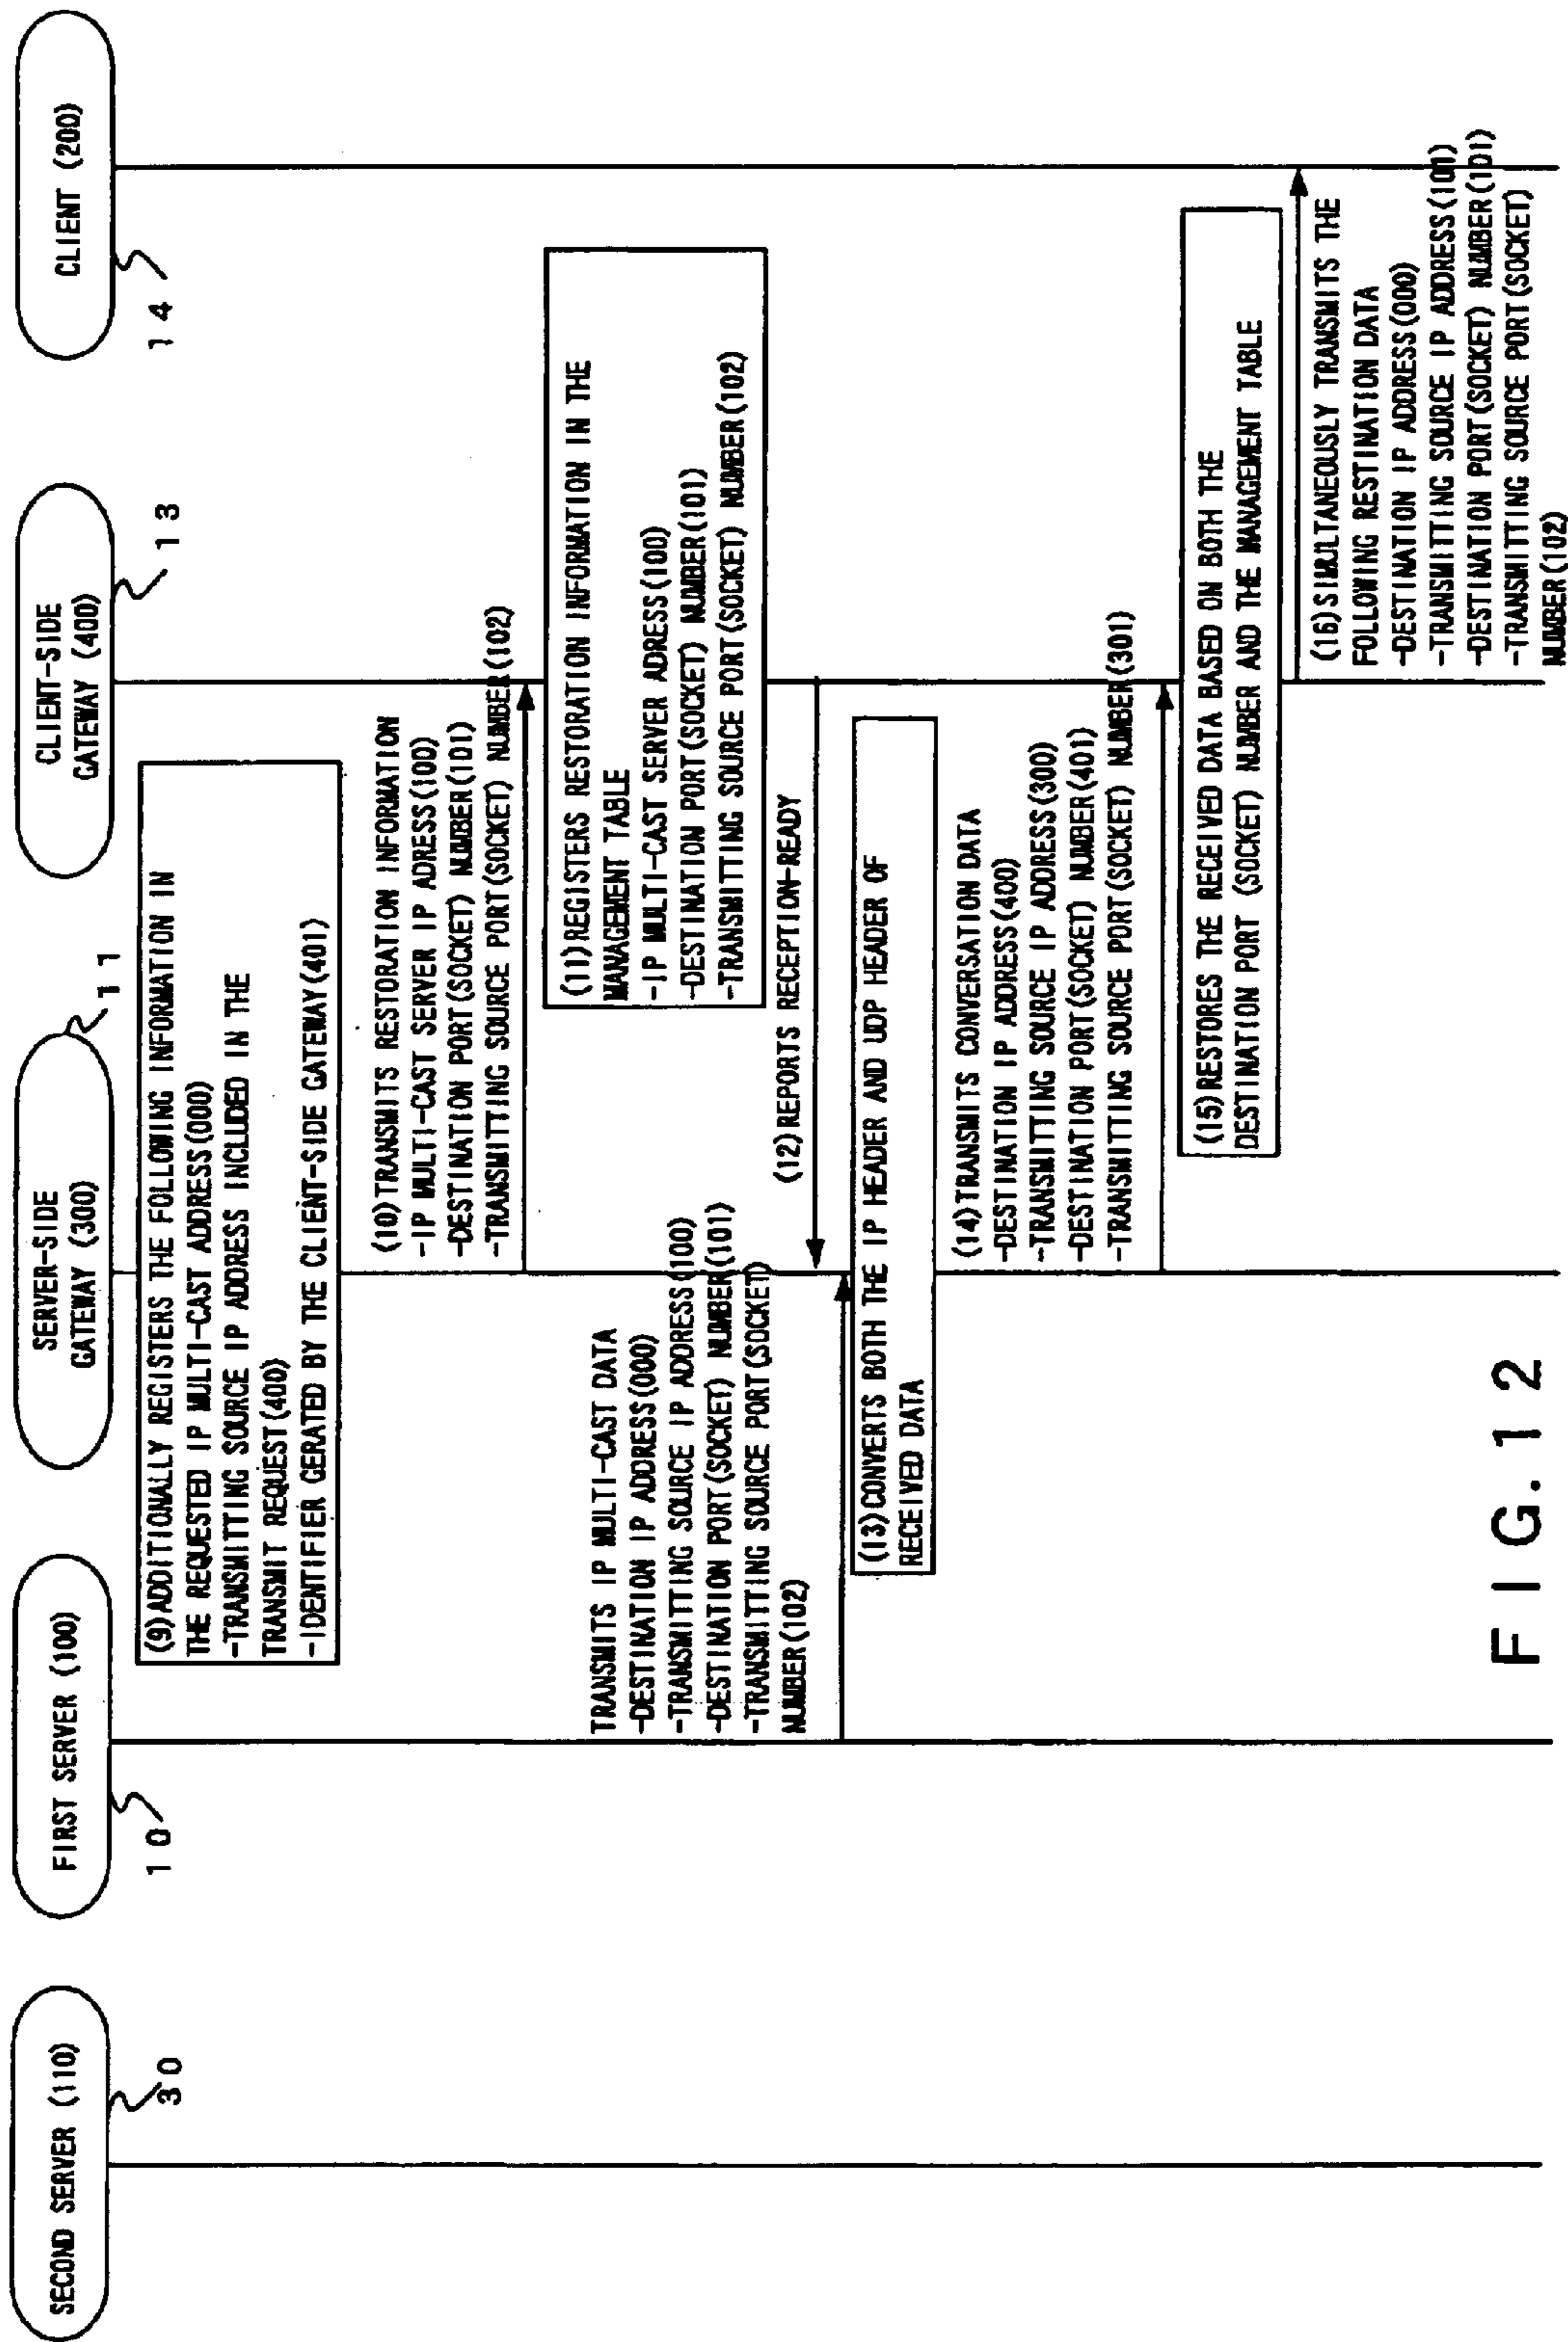 SECOND SERVER (110)
30
FIRST SERVER (100)
10
SERVER-SIDE
GATEWAY (300)
11
CLIENT-SIDE
GATEWAY (400)
13
CLIENT (200)
14
(9)ADDITIONALLY REGISTERS THE FOLLOWING INFORMATION IN
THE REQUESTED IP MULTI-CAST ADDRESS(000)
-TRANSMITTING SOURCE IP ADDRESS INCLUDED IN THE
TRANSMIT REQUEST(400)
-IDENTIFIER GERATED BY THE CLIENT-SIDE GATEWAY(401)
(10)TRANSMITS RESTORATION INFORMATION
-IP MULTI-CAST SERVER IP ADRESS(100)
-DESTINATION PORT(SOCKET) NUMBER(101)
-TRANSMITTING SOURCE PORT(SOCKET) NUMBER(102)
(11)REGISTERS RESTORATION INFORMATION IN THE
MANAGEMENT TABLE
-IP MULTI-CAST SERVER ADRESS(100)
-DESTINATION PORT(SOCKET) NUMBER(101)
-TRANSMITTING SOURCE PORT(SOCKET) NUMBER(102)
TRANSMITS IP MULTI-CAST DATA
-DESTINATION IP ADDRESS(000)
-TRANSMITTING SOURCE IP ADDRESS(100)
-DESTINATION PORT(SOCKET) NUMBER(101)
-TRANSMITTING SOURCE PORT(SOCKET)
NUMBER(102)
(12)REPORTS RECEPTION-READY
(13)CONVERTS BOTH THE IP HEADER AND UDP HEADER OF
RECEIVED DATA
(14)TRANSMITS CONVERSATION DATA
-DESTINATION IP ADDRESS(400)
-TRANSMITTING SOURCE IP ADDRESS(300)
-DESTINATION PORT(SOCKET) NUMBER(401)
-TRANSMITTING SOURCE PORT(SOCKET) NUMBER(301)
(15)RESTORES THE RECEIVED DATA BASED ON BOTH THE
DESTINATION PORT (SOCKET) NUMBER AND THE MANAGEMENT TABLE
(16)SIMULTANEOUSLY TRANSMITS THE
FOLLOWING RESTINATION DATA
-DESTINATION IP ADDRESS(000)
-TRANSMITTING SOURCE IP ADDRESS(101)
-DESTINATION PORT(SOCKET) NUMBER(101)
-TRANSMITTING SOURCE PORT(SOCKET)
NUMBER(102)
FIG.12